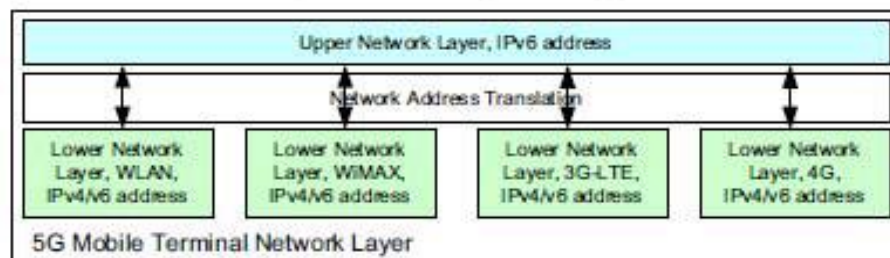 Upper Network Layer, IPv6 address
Network Address Translation
Lower Network
Layer, WLAN,
IPv4/v6 address
Lower Network
Layer, WiMAX,
IPv4/v6 address
Lower Network
Layer, 3G-LTE,
IPv4/v6 address
Lower Network
Layer, 4G,
IPv4/v6 address
5G Mobile Terminal Network Layer